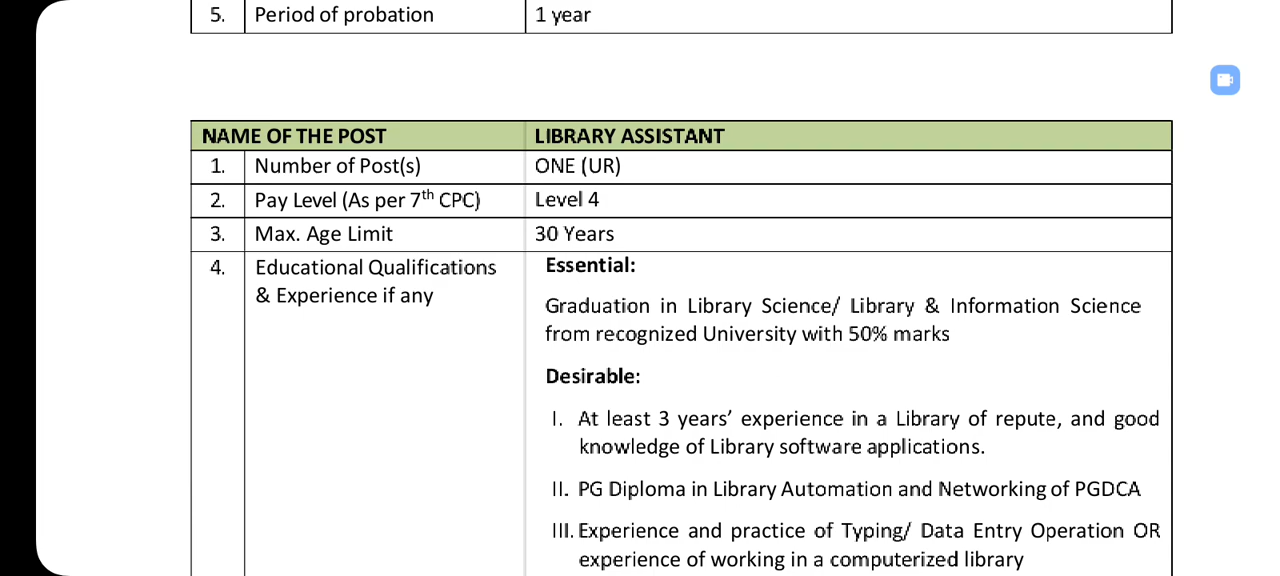 5. Period of probation 1 year
NAME OF THE POST LIBRARY ASSISTANT
1. Number of Post(s) ONE (UR)
2. Pay Level (As per 7th CPC) Level 4
3. Max. Age Limit 30 Years
4. Educational Qualifications
& Experience if any
Essential:
Graduation in Library Science/ Library & Information Science
from recognized University with 50% marks
Desirable:
I. At least 3 years’ experience in a Library of repute, and good
knowledge of Library software applications.
II. PG Diploma in Library Automation and Networking of PGDCA
III. Experience and practice of Typing/ Data Entry Operation OR
experience of working in a computerized library